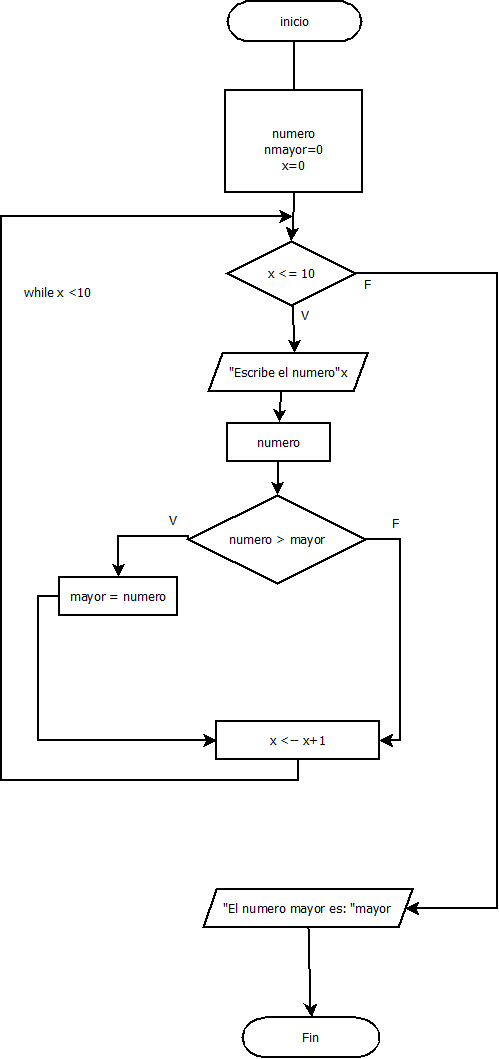 inicio
numero
nmayor=0
x=0
x <= 10
F
while x <10
V
"Escribe el numero"x
numero
V
F
numero > mayor
mayor = numero
x <-- x+1
"El numero mayor es: "mayor
Fin